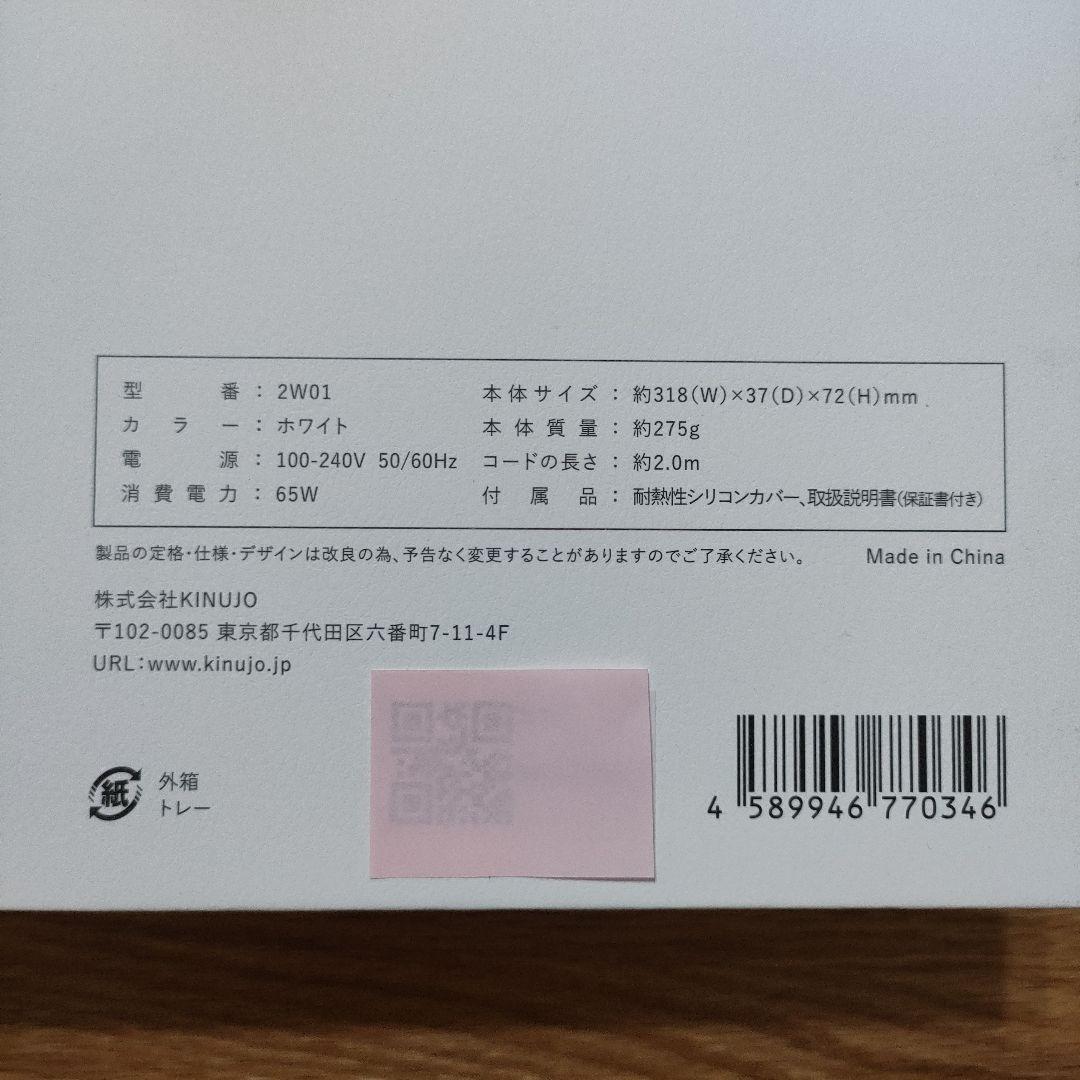 型番：2W01
カラー：ホワイト
電源：100-240V 50/60Hz
消費電力：65W
本体サイズ：約318(W)×37(D)×72(H)mm
本体質量：約275g
コードの長さ：約2.0m
付属品：耐熱性シリコンカバー、取扱説明書(保証書付き)
製品の定格・仕様・デザインは改良の為、予告なく変更することがありますのでご了承ください。
Made in China
株式会社KINUJO
〒102-0085 東京都千代田区六番町7-11-4F
URL:www.kinujo.jp
紙
外箱
トレー
4 589946 770346